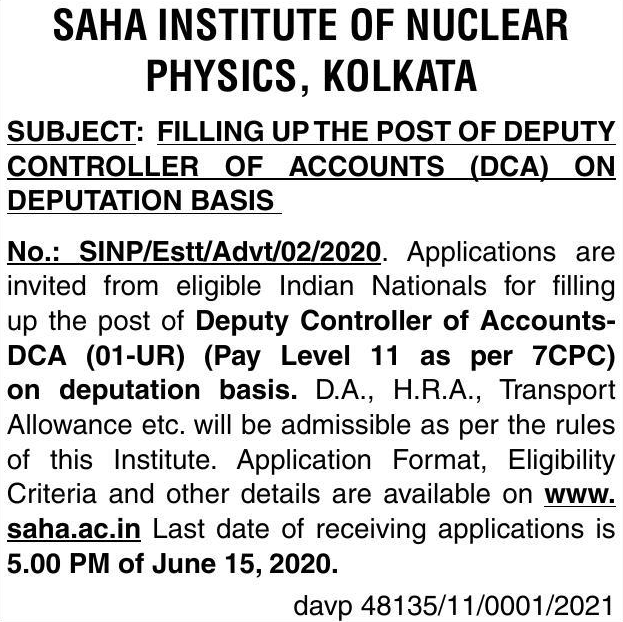 SAHA INSTITUTE OF NUCLEAR
PHYSICS, KOLKATA
SUBJECT: FILLING UP THE POST OF DEPUTY
CONTROLLER OF ACCOUNTS (DCA) ON
DEPUTATION BASIS
No.: SINP/Estt/Advt/02/2020. Applications are
invited from eligible Indian Nationals for filling
up the post of Deputy Controller of Accounts-
DCA (01-UR) (Pay Level 11 as per 7CPC)
on deputation basis. D.A., H.R.A., Transport
Allowance etc. will be admissible as per the rules
of this Institute. Application Format, Eligibility
Criteria and other details are available on www.
saha.ac.in Last date of receiving applications is
5.00 PM of June 15, 2020.
davp 48135/11/0001/2021